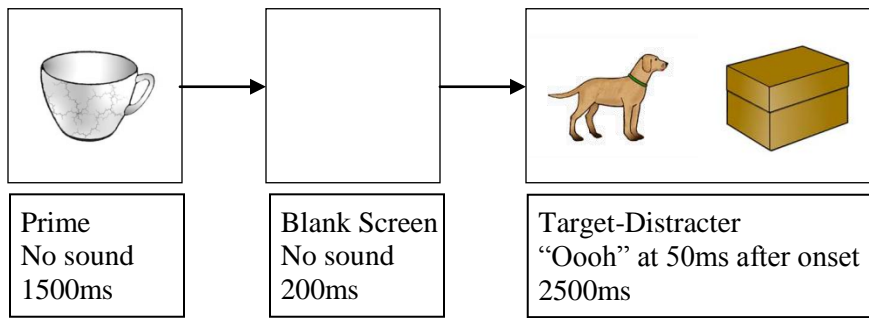 Prime
No sound
1500ms
Blank Screen
No sound
200ms
Target-Distracter
“Oooh” at 50ms after onset
2500ms